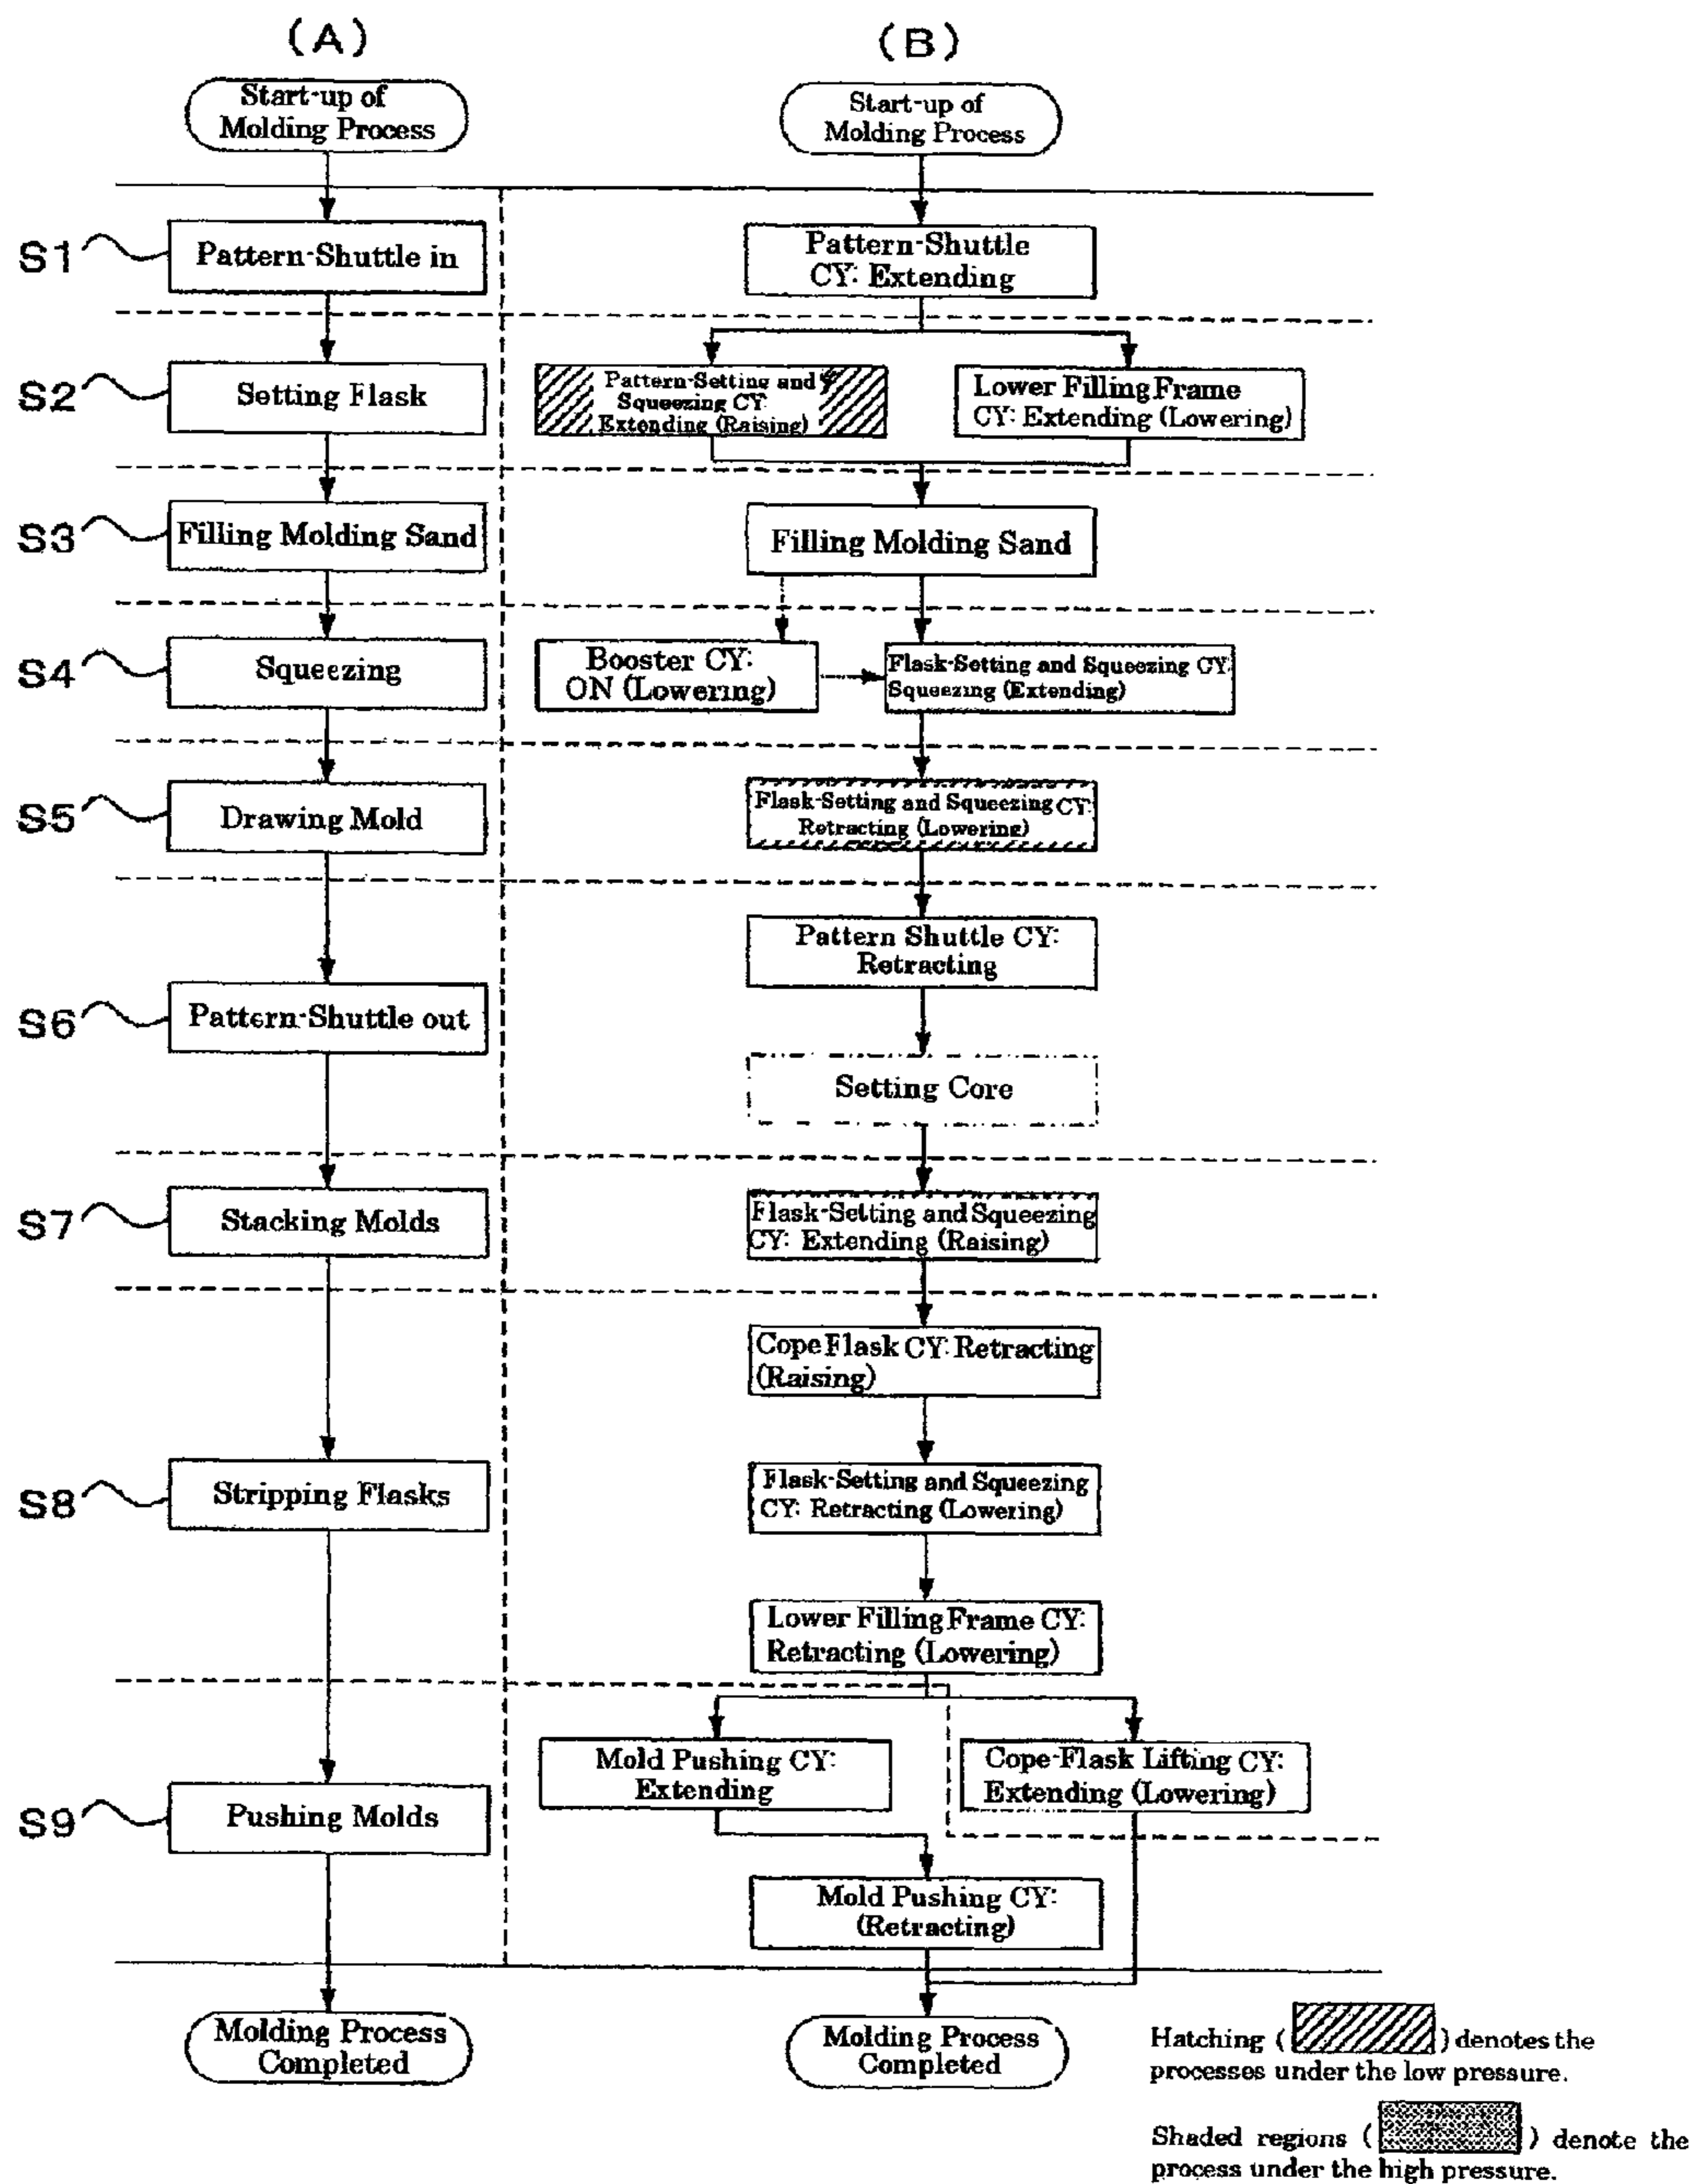 (A)
Start-up of
Molding Process
S1
Pattern-Shuttle in
S2
Setting Flask
S3
Filling Molding Sand
S4
Squeezing
S5
Drawing Mold
S6
Pattern-Shuttle out
S7
Stacking Molds
S8
Stripping Flasks
S9
Pushing Molds
Molding Process
Completed
(B)
Start-up of
Molding Process
Pattern-Shuttle
CY: Extending
Pattern-Setting and
Squeezing CY
Extending (Raising)
Lower Filling Frame
CY: Extending (Lowering)
Filling Molding Sand
Booster CY:
ON (Lowering)
Flask-Setting and Squeezing CY:
Squeezing (Extending)
Flask-Setting and Squeezing CY:
Retracting (Lowering)
Pattern Shuttle CY:
Retracting
Setting Core
Flask-Setting and Squeezing
CY: Extending (Raising)
Cope Flask CY: Retracting
(Raising)
Flask-Setting and Squeezing
CY: Retracting (Lowering)
Lower Filling Frame CY:
Retracting (Lowering)
Mold Pushing CY:
Extending
Cope-Flask Lifting CY:
Extending (Lowering)
Mold Pushing CY:
(Retracting)
Molding Process
Completed
Hatching ( ) denotes the
processes under the low pressure.
Shaded regions ( ) denote the
process under the high pressure.